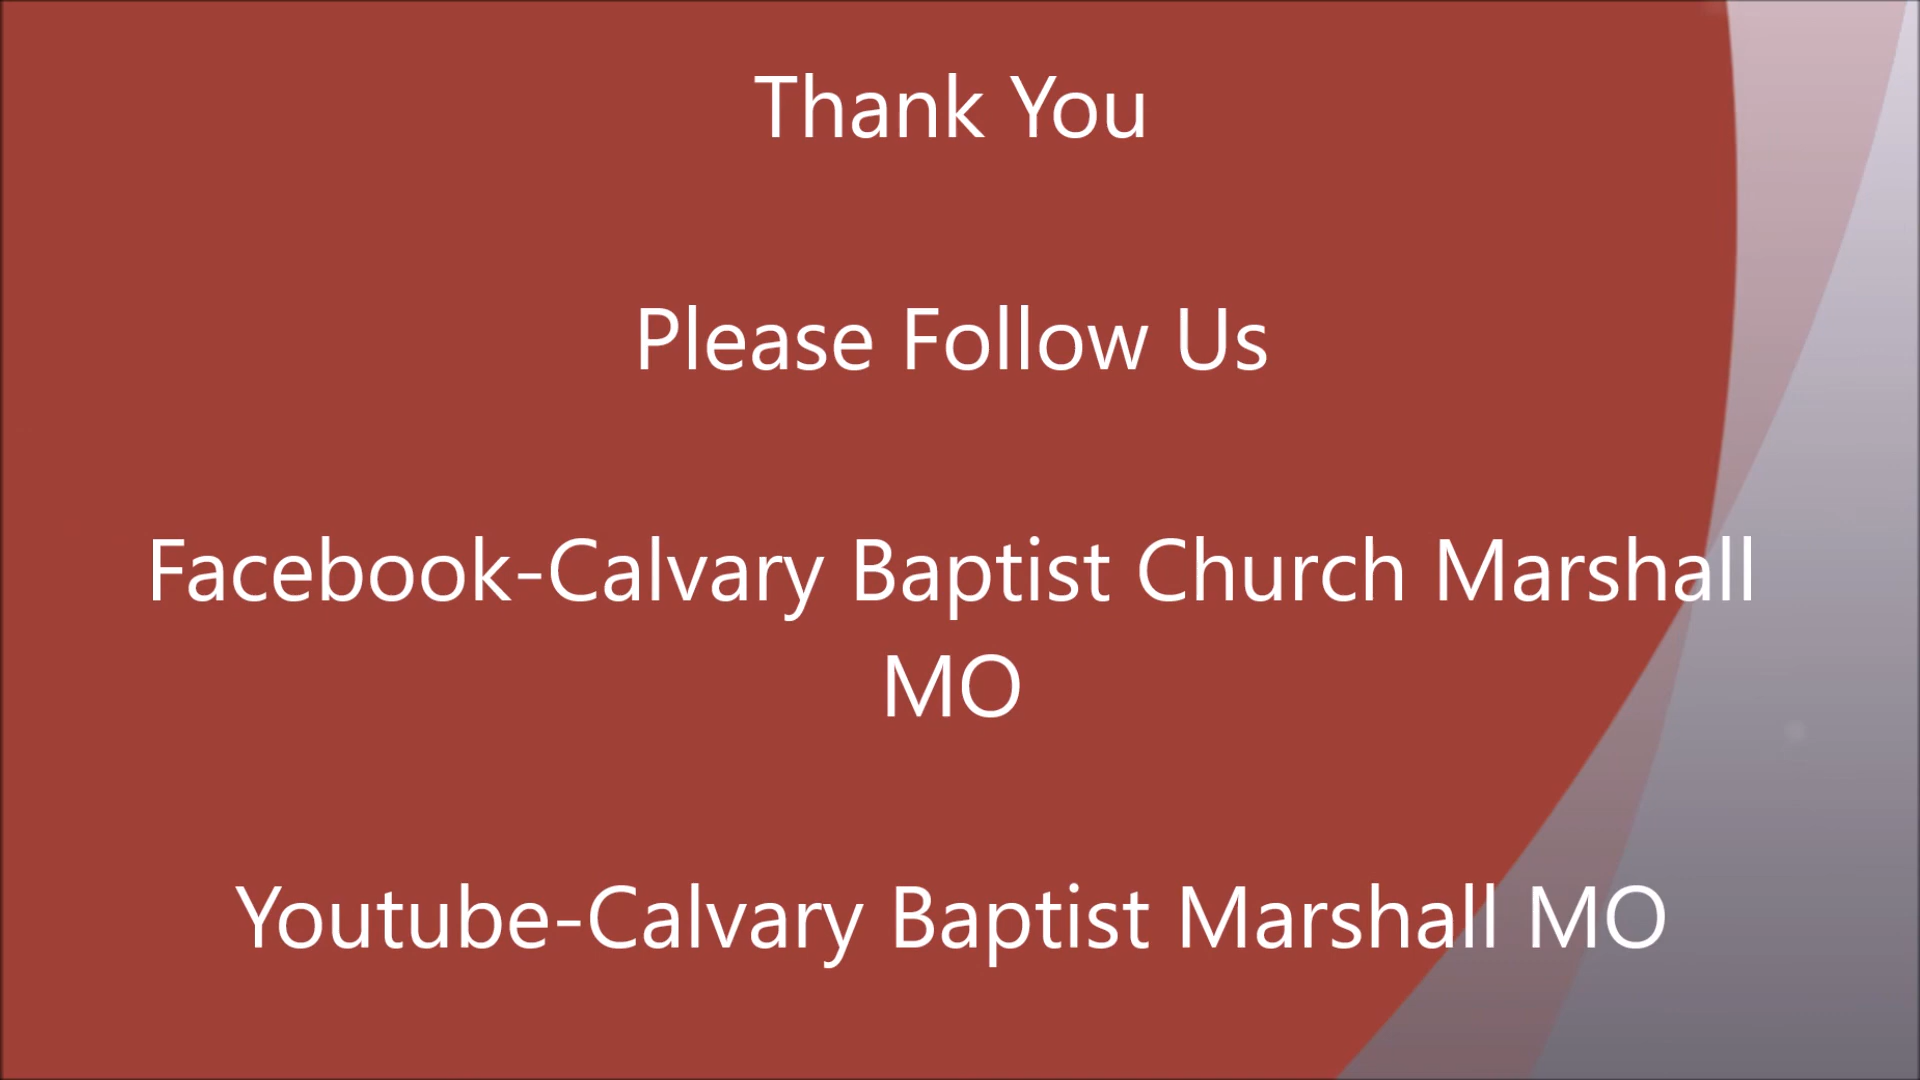 Thank You
Please Follow Us
Facebook-Calvary Baptist Church Marshall
MO
Youtube-Calvary Baptist Marshall MO